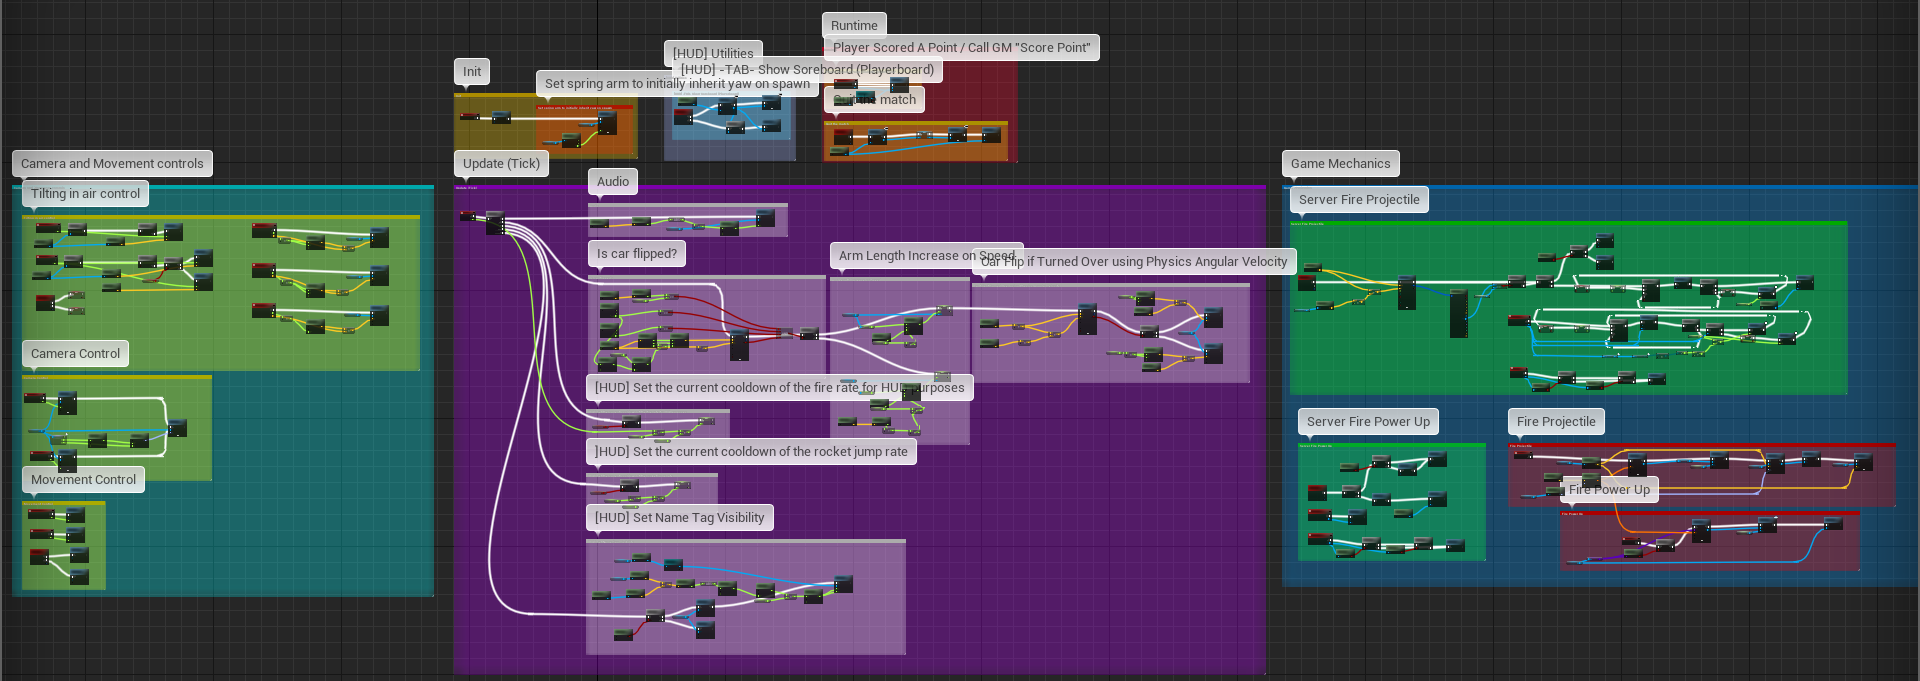 Runtime
Player Scored A Point / Call GM "Score Point"
[HUD] Utilities
[HUD] -TAB- Show Soreboard (Playerboard)
Init
Set spring arm to initially inherit yaw on spawn
the match
Camera and Movement controls
Update (Tick)
Game Mechanics
Tilting in air control
Audio
Server Fire Projectile
Is car flipped?
Arm Length Increase on Speed
Car Flip if Turned Over using Physics Angular Velocity
Camera Control
[HUD] Set the current cooldown of the fire rate for HUD purposes
Server Fire Power Up
Fire Projectile
]HUD] Set the current cooldown of the rocket jump rate
Movement Control
Fire Power Up
[HUD] Set Name Tag Visibility